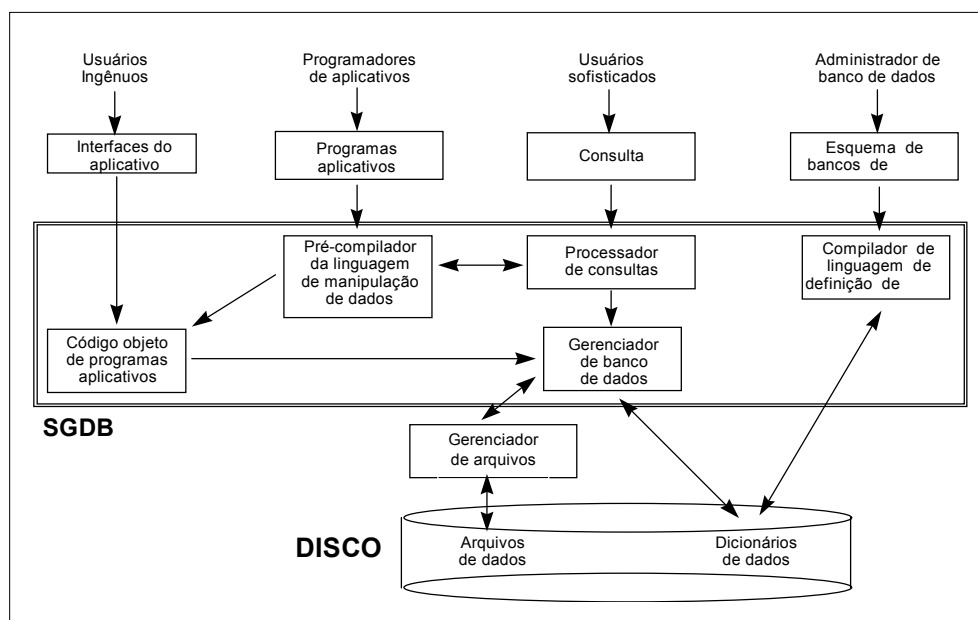 Usuários
Ingênuos
Programadores
de aplicativos
Usuários
sofisticados
Administrador de
banco de dados
Interfaces do
aplicativo
Programas
aplicativos
Consulta
Esquema de
bancos de
Pré-compilador
da linguagem
de manipulação
de dados
Processador
de consultas
Compilador de
linguagem de
definição de
Código objeto
de programas
aplicativos
Gerenciador
de banco
de dados
SGDB
Gerenciador
de arquivos
DISCO
Arquivos
de dados
Dicionários
de dados